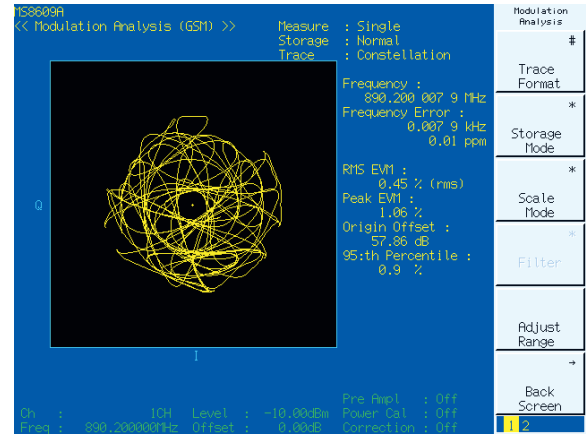 MS8609A
<< Modulation Analysis (GSM) >>
Measure : Single
Storage : Normal
Trace : Constellation
Frequency :
890.200 007 9 MHz
Frequency Error :
0.007 9 kHz
0.01 ppm
RMS EVM :
0.45 % (rms)
Peak EVM :
1.06 %
Origin Offset :
57.86 dB
95:th Percentile :
0.9 %
Q
I
Pre Ampl : Off
Ch : 1CH Level : -10.00dBm Power Cal : Off
Freq : 890.200000MHz Offset : 0.00dB Correction : Off
Modulation
Analysis
#
Trace
Format
*
Storage
Mode
*
Scale
Mode
*
Filter
Adjust
Range
→
Back
Screen
1 2